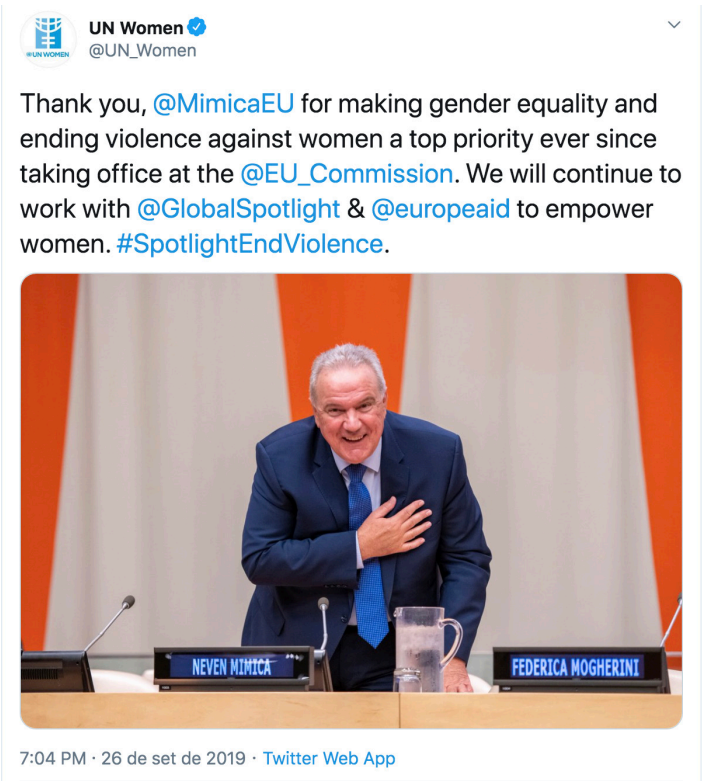 UN Women
@UN_Women
@UN WOMEN
Thank you, @MimicaEU for making gender equality and
ending violence against women a top priority ever since
taking office at the @EU_Commission. We will continue to
work with @GlobalSpotlight & @europeaid to empower
women. #SpotlightEndViolence.
NEVEN MIMICA
FEDERICA MOGHERINI
7:04 PM · 26 de set de 2019 · Twitter Web App